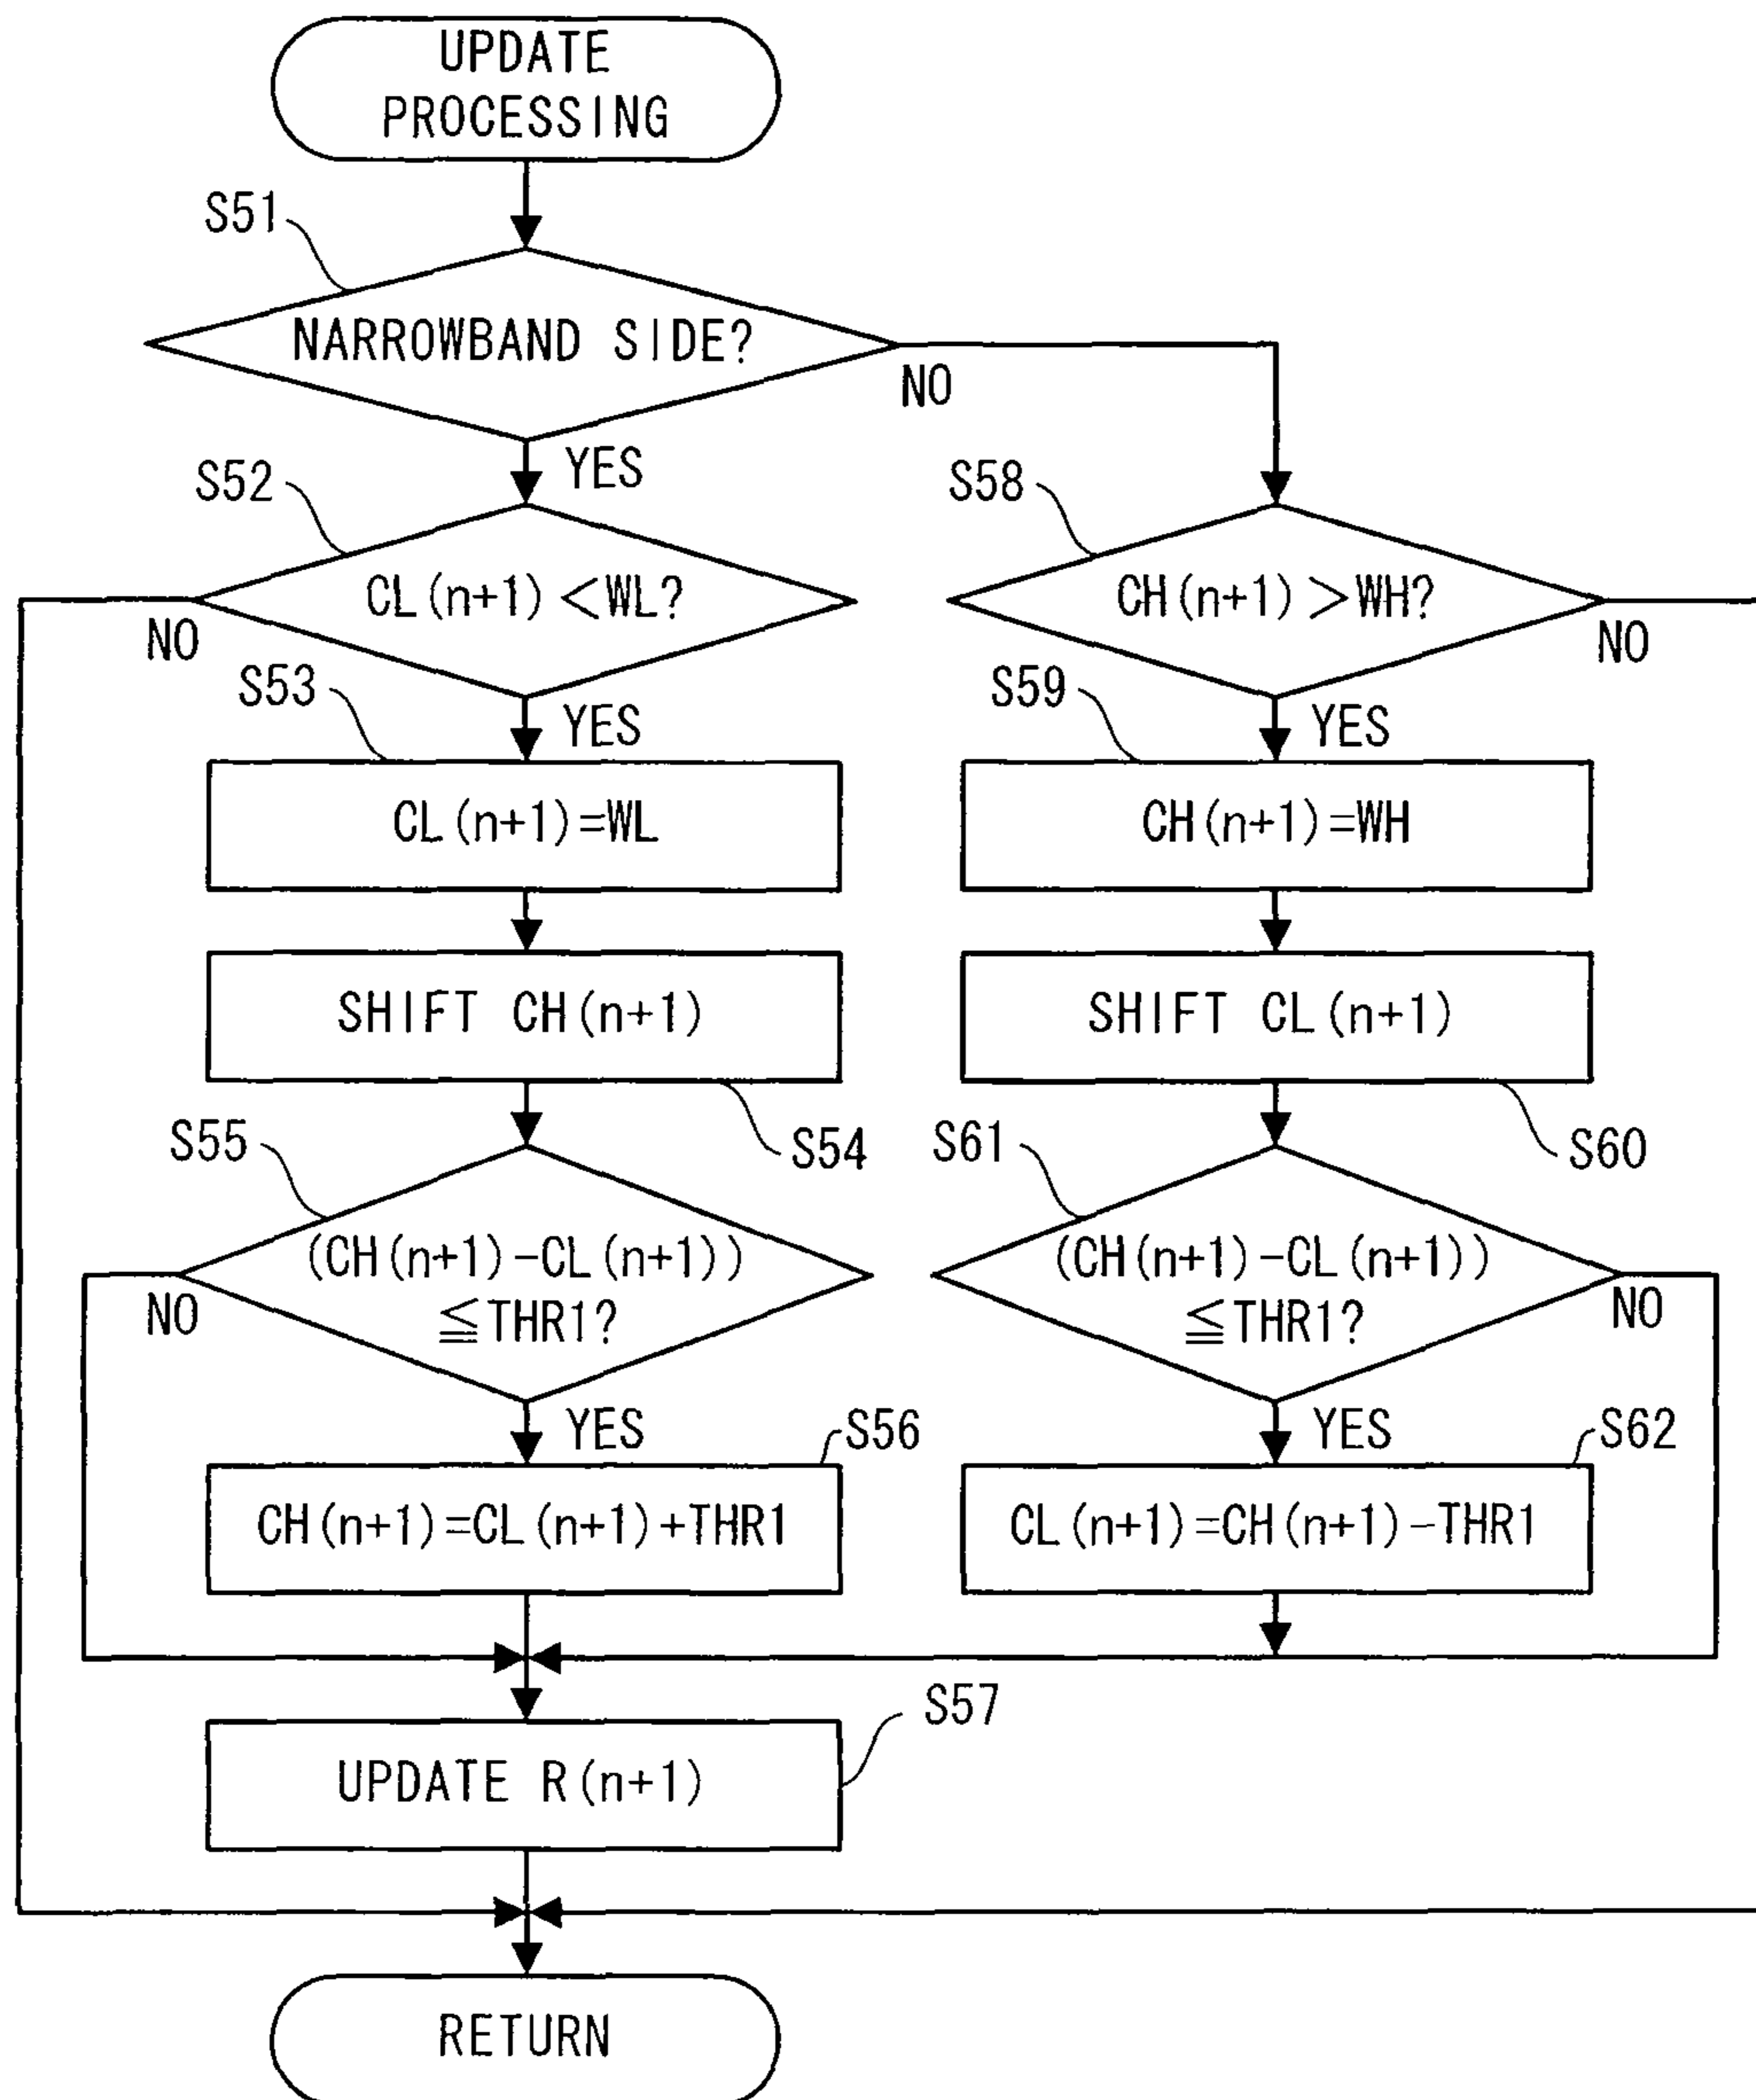 UPDATE
PROCESSING
S51
NARROWBAND SIDE?
NO
YES
S52
CL(n+1)<WL?
NO
S58
CH(n+1)>WH?
NO
S53
YES
CL(n+1)=WL
S59
YES
CH(n+1)=WH
SHIFT CH(n+1)
S54
SHIFT CL(n+1)
S60
S55
(CH(n+1)-CL(n+1))
≦THR1?
NO
YES
S61
(CH(n+1)-CL(n+1))
≦THR1?
NO
YES
S56
CH(n+1)=CL(n+1)+THR1
S62
CL(n+1)=CH(n+1)-THR1
S57
UPDATE R(n+1)
RETURN